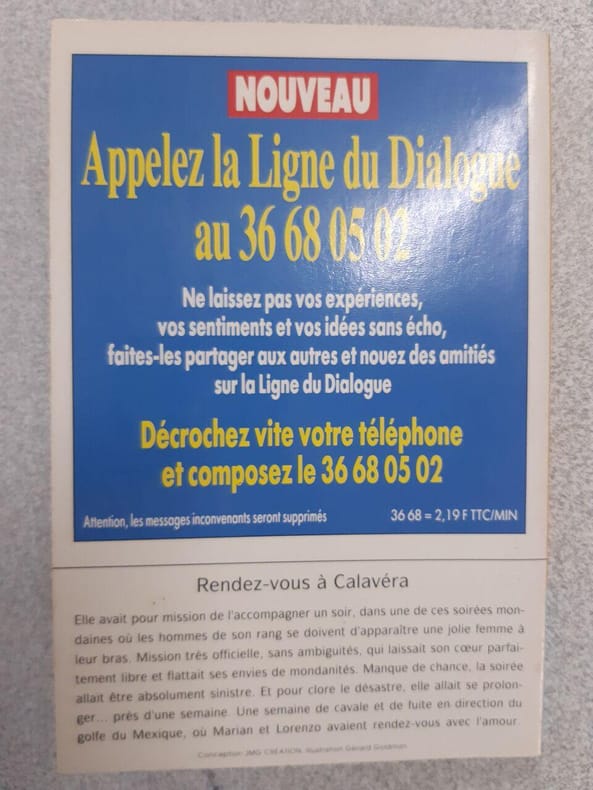 NOUVEAU
Appelez la Ligne du Dialogue
au 36 68 05 02
Ne laissez pas vos expériences,
vos sentiments et vos idées sans écho,
faites-les partager aux autres et nouez des amitiés
sur la Ligne du Dialogue
Décrochez vite votre téléphone
et composez le 36 68 05 02
Attention, les messages inconvenants seront supprimés
36 68 = 2,19 F TTC/MIN
Rendez-vous à Calavéra
Elle avait pour mission de l'accompagner un soir, dans une de ces soirées mon-
daines où les hommes de son rang se doivent d'apparaître une jolie femme à
leur bras. Mission très officielle, sans ambiguités, qui laissait son cœur parfai-
tement libre et flattait ses envies de mondanités. Manque de chance, la soirée
allait être absolument sinistre. Et pour clore le désastre, elle allait se prolon-
ger... près d'une semaine. Une semaine de cavale et de fuite en direction du
golfe du Mexique, où Marian et Lorenzo avaient rendez-vous avec l'amour.
Conception: JMG CREATION. Illustration Gérard Goldman